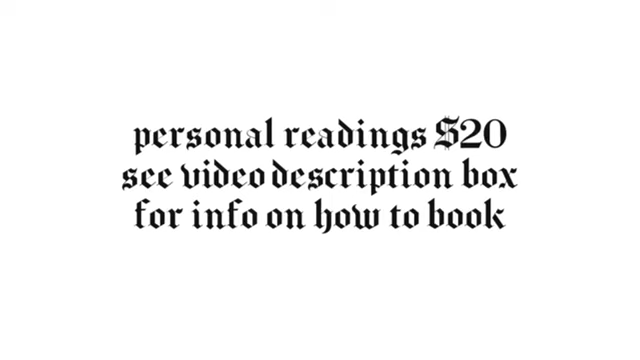 personal readings $20
see video description box
for info on how to book